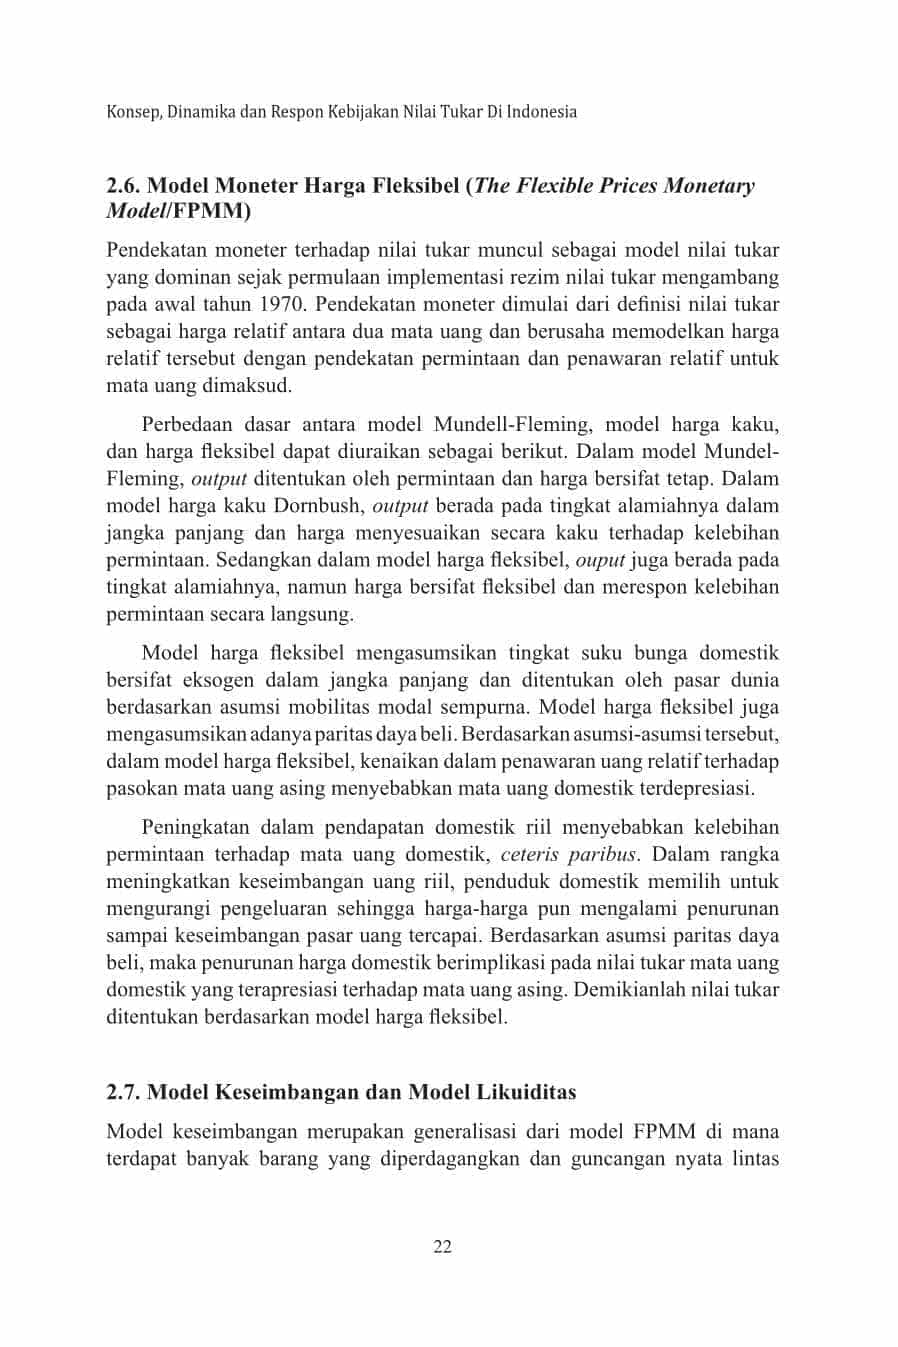 Konsep, Dinamika dan Respon Kebijakan Nilai Tukar Di Indonesia
2.6. Model Moneter Harga Fleksibel (The Flexible Prices Monetary
Model/FPMM)
Pendekatan moneter terhadap nilai tukar muncul sebagai model nilai tukar
yang dominan sejak permulaan implementasi rezim nilai tukar mengambang
pada awal tahun 1970. Pendekatan moneter dimulai dari definisi nilai tukar
sebagai harga relatif antara dua mata uang dan berusaha memodelkan harga
relatif tersebut dengan pendekatan permintaan dan penawaran relatif untuk
mata uang dimaksud.
Perbedaan dasar antara model Mundell-Fleming, model harga kaku,
dan harga fleksibel dapat diuraikan sebagai berikut. Dalam model Mundel-
Fleming, output ditentukan oleh permintaan dan harga bersifat tetap. Dalam
model harga kaku Dornbush, output berada pada tingkat alamiahnya dalam
jangka panjang dan harga menyesuaikan secara kaku terhadap kelebihan
permintaan. Sedangkan dalam model harga fleksibel, ouput juga berada pada
tingkat alamiahnya, namun harga bersifat fleksibel dan merespon kelebihan
permintaan secara langsung.
Model harga fleksibel mengasumsikan tingkat suku bunga domestik
bersifat eksogen dalam jangka panjang dan ditentukan oleh pasar dunia
berdasarkan asumsi mobilitas modal sempurna. Model harga fleksibel juga
mengasumsikan adanya paritas daya beli. Berdasarkan asumsi-asumsi tersebut,
dalam model harga fleksibel, kenaikan dalam penawaran uang relatif terhadap
pasokan mata uang asing menyebabkan mata uang domestik terdepresiasi.
Peningkatan dalam pendapatan domestik riil menyebabkan kelebihan
permintaan terhadap mata uang domestik, ceteris paribus. Dalam rangka
meningkatkan keseimbangan uang riil, penduduk domestik memilih untuk
mengurangi pengeluaran sehingga harga-harga pun mengalami penurunan
sampai keseimbangan pasar uang tercapai. Berdasarkan asumsi paritas daya
beli, maka penurunan harga domestik berimplikasi pada nilai tukar mata uang
domestik yang terapresiasi terhadap mata uang asing. Demikianlah nilai tukar
ditentukan berdasarkan model harga fleksibel.
2.7. Model Keseimbangan dan Model Likuiditas
Model keseimbangan merupakan generalisasi dari model FPMM di mana
terdapat banyak barang yang diperdagangkan dan guncangan nyata lintas
22